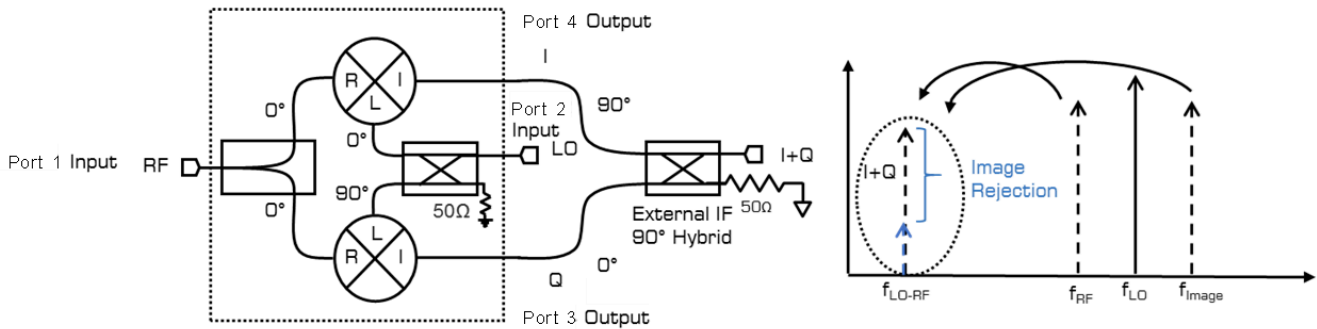 Port 4 Output
I
R I
L
0°
90°
Port 2
Input
LO
0°
Port 1 Input RF
I+Q
0°
90°
50Ω
50Ω
External IF
90° Hybrid
L
R I
0°
Q
Port 3 Output
I+Q
Image
Rejection
fLO-RF
fRF
fLO
fImage